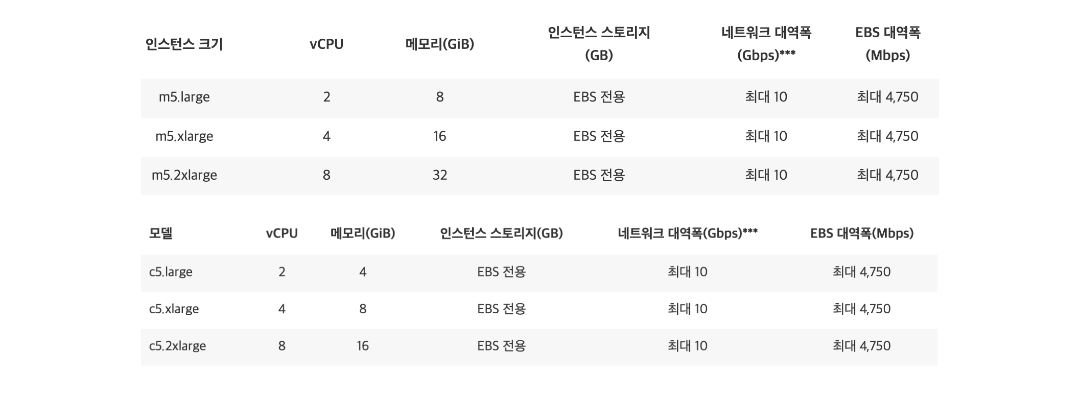 인스턴스 크기 vCPU 메모리(GiB) 인스턴스 스토리지 (GB) 네트워크 대역폭 (Gbps)*** EBS 대역폭 (Mbps)
m5.large 2 8 EBS 전용 최대 10 최대 4,750
m5.xlarge 4 16 EBS 전용 최대 10 최대 4,750
m5.2xlarge 8 32 EBS 전용 최대 10 최대 4,750
모델 vCPU 메모리(GiB) 인스턴스 스토리지(GB) 네트워크 대역폭(Gbps)*** EBS 대역폭(Mbps)
c5.large 2 4 EBS 전용 최대 10 최대 4,750
c5.xlarge 4 8 EBS 전용 최대 10 최대 4,750
c5.2xlarge 8 16 EBS 전용 최대 10 최대 4,750